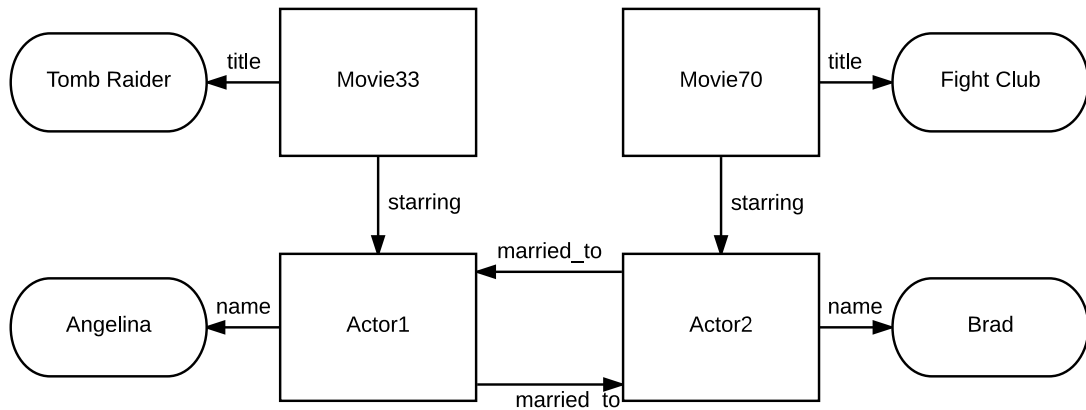 Tomb Raider
title
Movie33
Movie70
title
Fight Club
starring
starring
married_to
Angelina
name
Actor1
Actor2
name
Brad
married_to